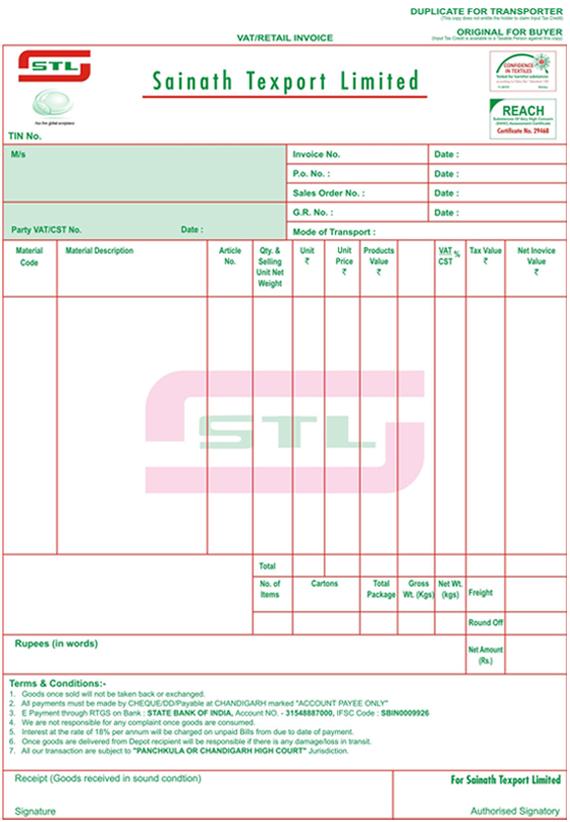 DUPLICATE FOR TRANSPORTER
(This copy does not entitle the holder to claim Input Tax Credit)
ORIGINAL FOR BUYER
(Input Tax Credit is available to a Taxable Person against this copy)
VAT/RETAIL INVOICE
STL
Sainath Texport Limited
CONFIDENCE
IN TEXTILES
Tested for harmful substances
REACH
Certificate No. 29468
TIN No.
M/s
Invoice No. Date :
P.o. No. : Date :
Sales Order No. : Date :
G.R. No. : Date :
Party VAT/CST No. Date :
Mode of Transport :
Material Code
Material Description
Article No.
Qty. & Selling Unit Net Weight
Unit ₹
Unit Price ₹
Products Value ₹
VAT CST %
Tax Value ₹
Net Inovice Value ₹
STL
Total
No. of Items
Cartons
Total Package
Gross Wt. (Kgs)
Net Wt. (kgs)
Freight
Round Off
Rupees (in words)
Net Amount (Rs.)
Terms & Conditions:-
1. Goods once sold will not be taken back or exchanged.
2. All payments must be made by CHEQUE/DD/Payable at CHANDIGARH marked "ACCOUNT PAYEE ONLY"
3. E Payment through RTGS on Bank : STATE BANK OF INDIA, Account NO. - 31548887000, IFSC Code : SBIN0009926
4. We are not responsible for any complaint once goods are consumed.
5. Interest at the rate of 18% per annum will be charged on unpaid Bills from due to date of payment.
6. Once goods are delivered from Depot recipient will be responsible if there is any damage/loss in transit.
7. All our transaction are subject to "PANCHKULA OR CHANDIGARH HIGH COURT" Jurisdiction.
Receipt (Goods received in sound condtion)
For Sainath Texport Limited
Signature
Authorised Signatory